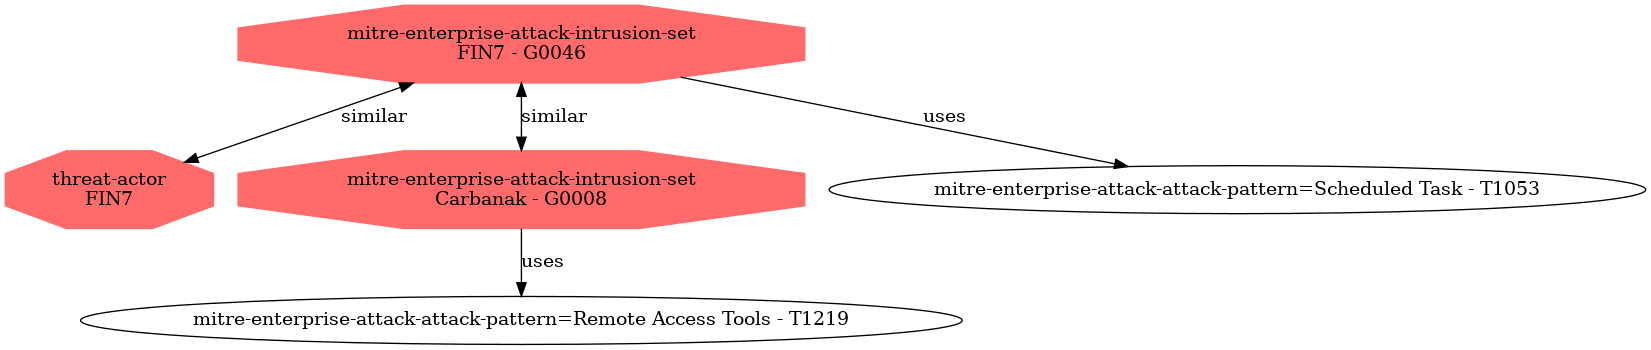 mitre-enterprise-attack-intrusion-set
FIN7 - G0046
similar
similar
uses
threat-actor
FIN7
mitre-enterprise-attack-intrusion-set
Carbanak - G0008
mitre-enterprise-attack-attack-pattern=Scheduled Task - T1053
uses
mitre-enterprise-attack-attack-pattern=Remote Access Tools - T1219